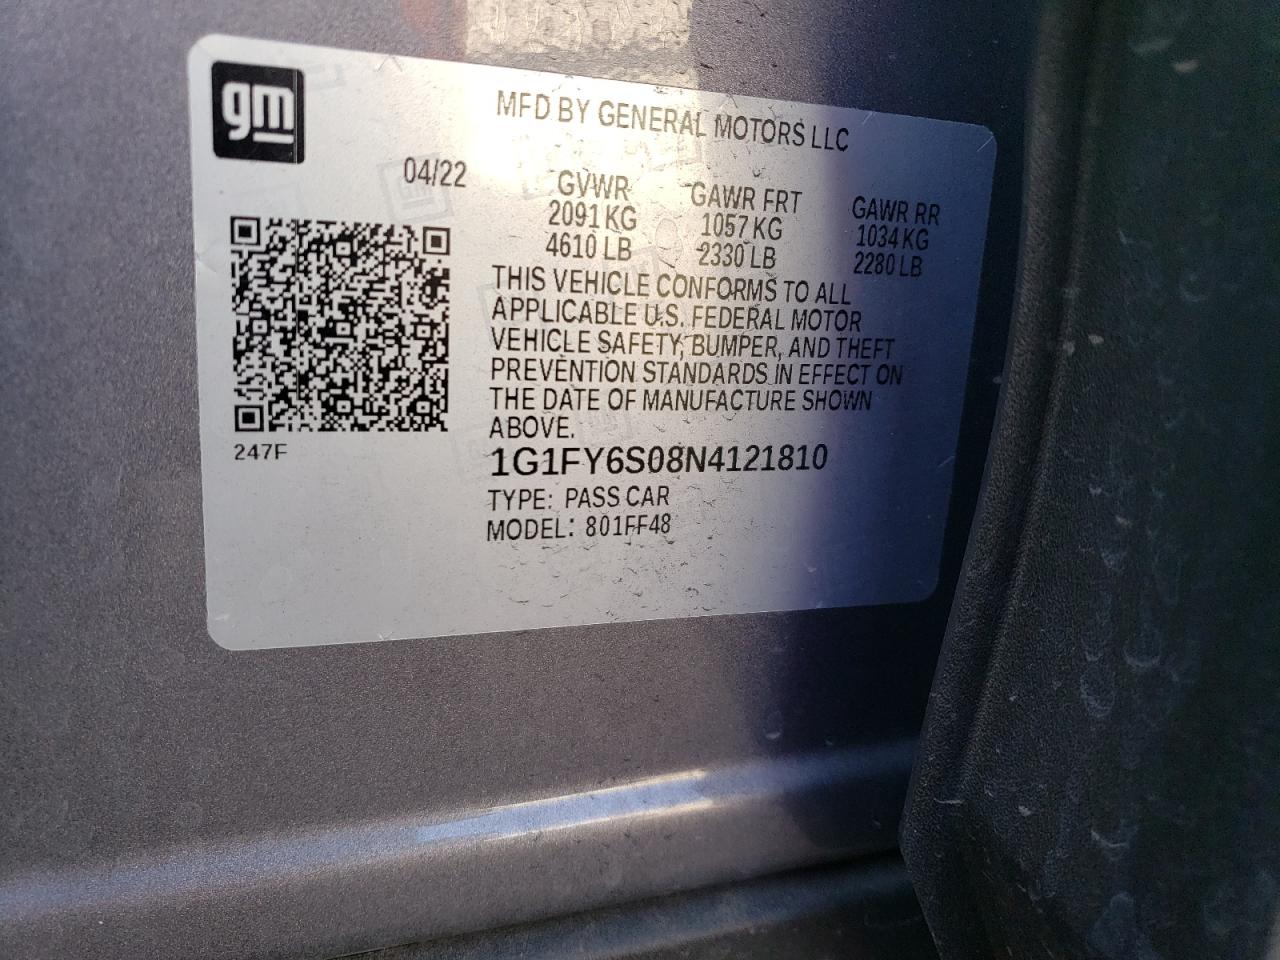 gm
MFD BY GENERAL MOTORS LLC
04/22
GVWR GAWR FRT GAWR RR
2091 KG 1057 KG 1034 KG
4610 LB 2330 LB 2280 LB
THIS VEHICLE CONFORMS TO ALL
APPLICABLE U.S. FEDERAL MOTOR
VEHICLE SAFETY, BUMPER, AND THEFT
PREVENTION STANDARDS IN EFFECT ON
THE DATE OF MANUFACTURE SHOWN
ABOVE.
247F
1G1FY6S08N4121810
TYPE: PASS CAR
MODEL: 801FF48